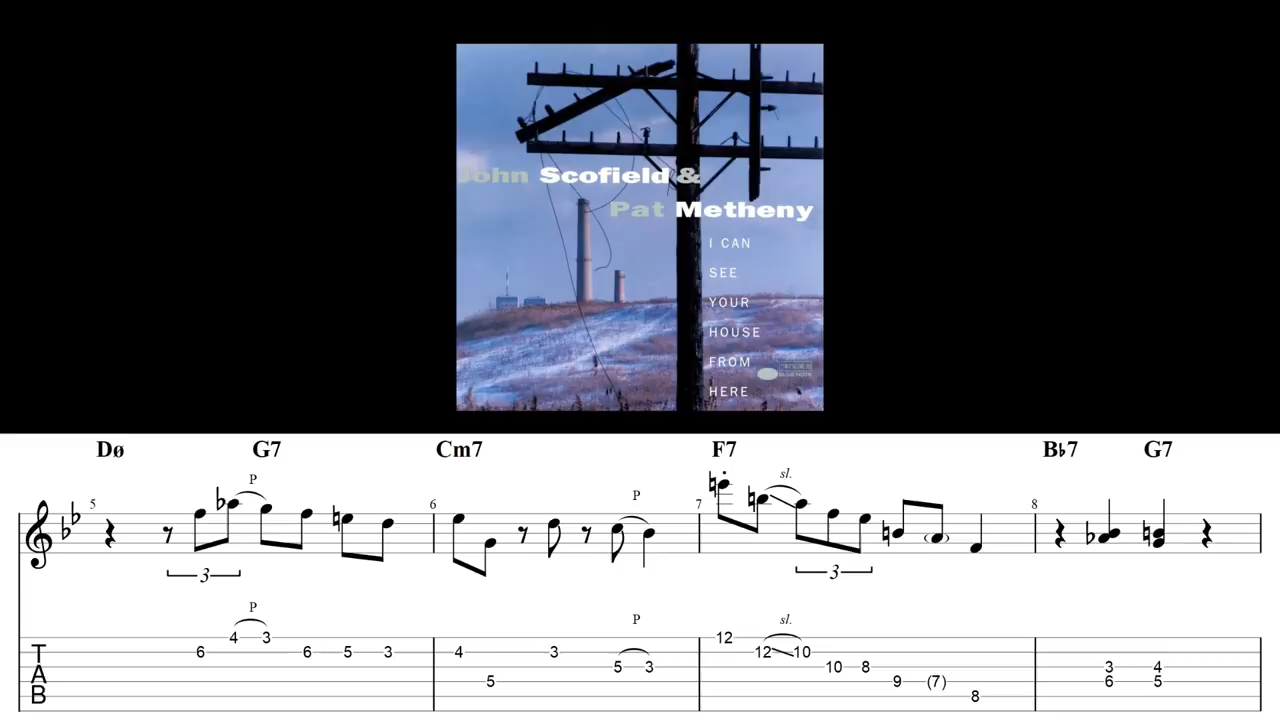 John Scofield &
Pat Metheny
I CAN
SEE
YOUR
HOUSE
FROM
HERE
Dø G7 Cm7 F7 B♭7 G7
5 P 6 P 7 sl. 8
3 3
P P sl.
4 3 12
T 6 6 5 3 4 3 12 10
A 5 3 10 8 3 4
5 9 (7) 6 5
B 8